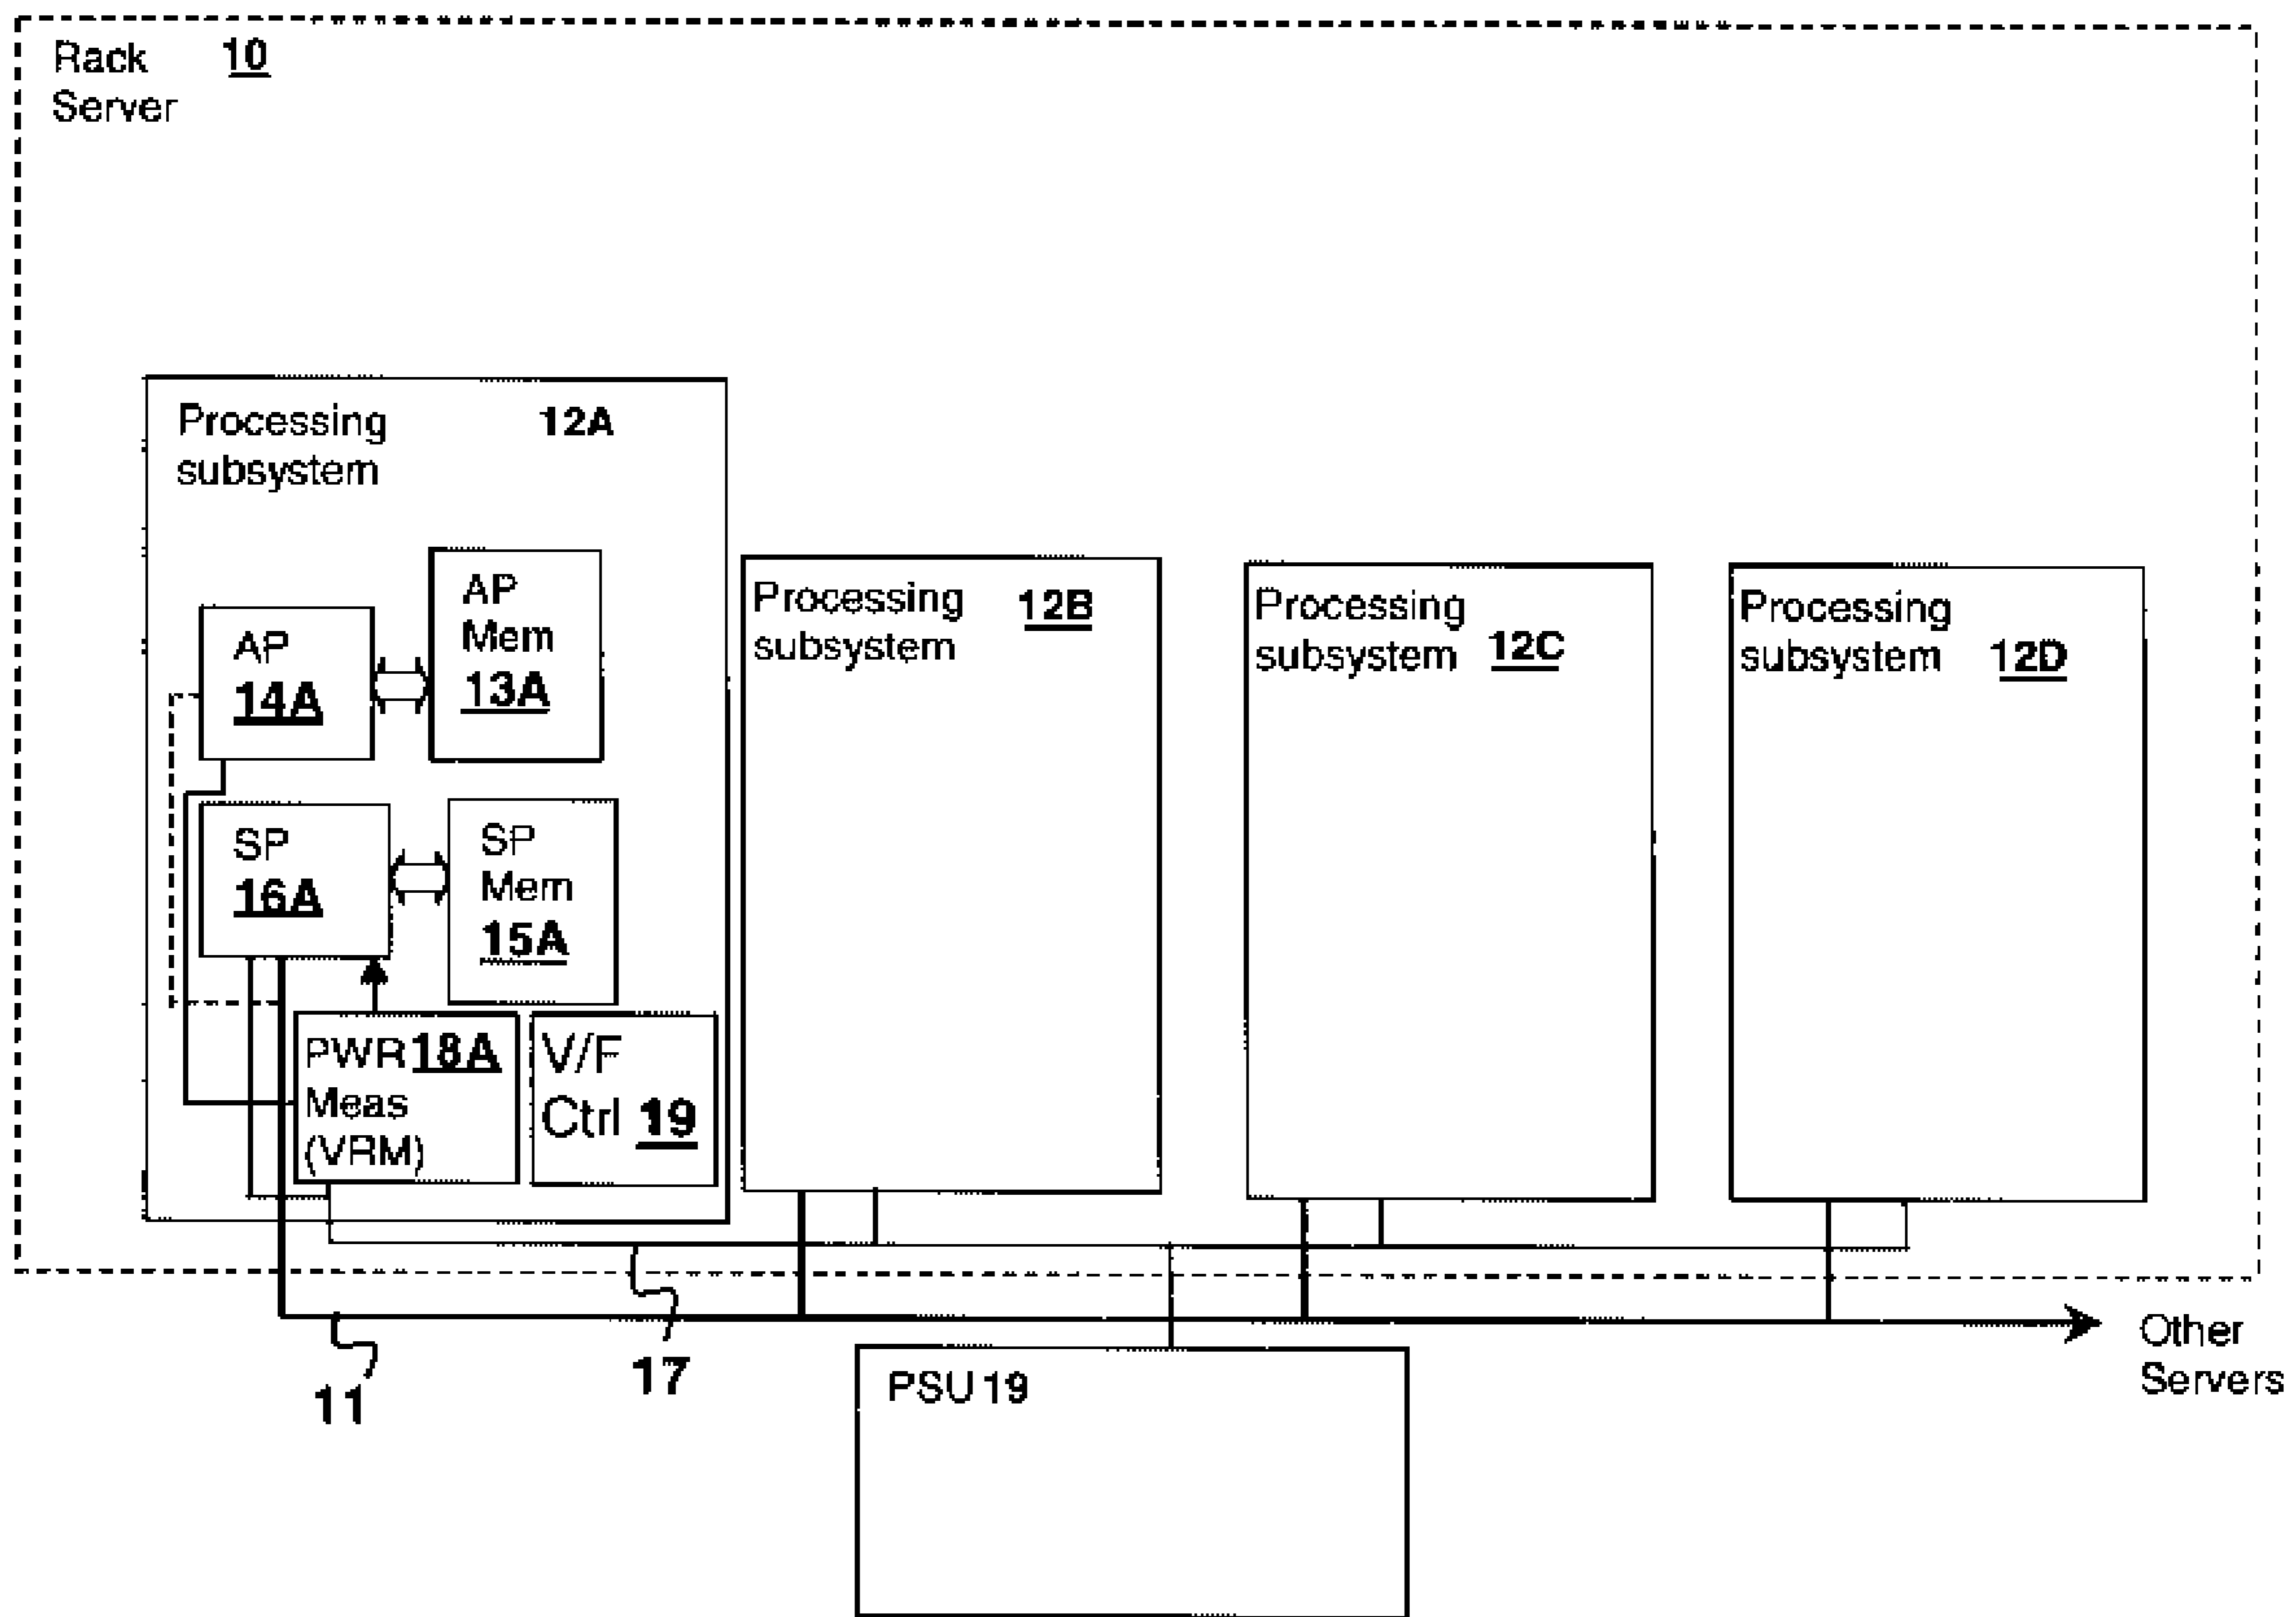 Rack 10
Server
Processing 12A
subsystem
AP
Mem
13A
AP
14A
SP
16A
SP
Mem
15A
PWR 18A
Meas
(VRM)
V/F
Ctrl 19
Processing 12B
subsystem
Processing
subsystem 12C
Processing
subsystem 12D
11
17
PSU 19
Other
Servers